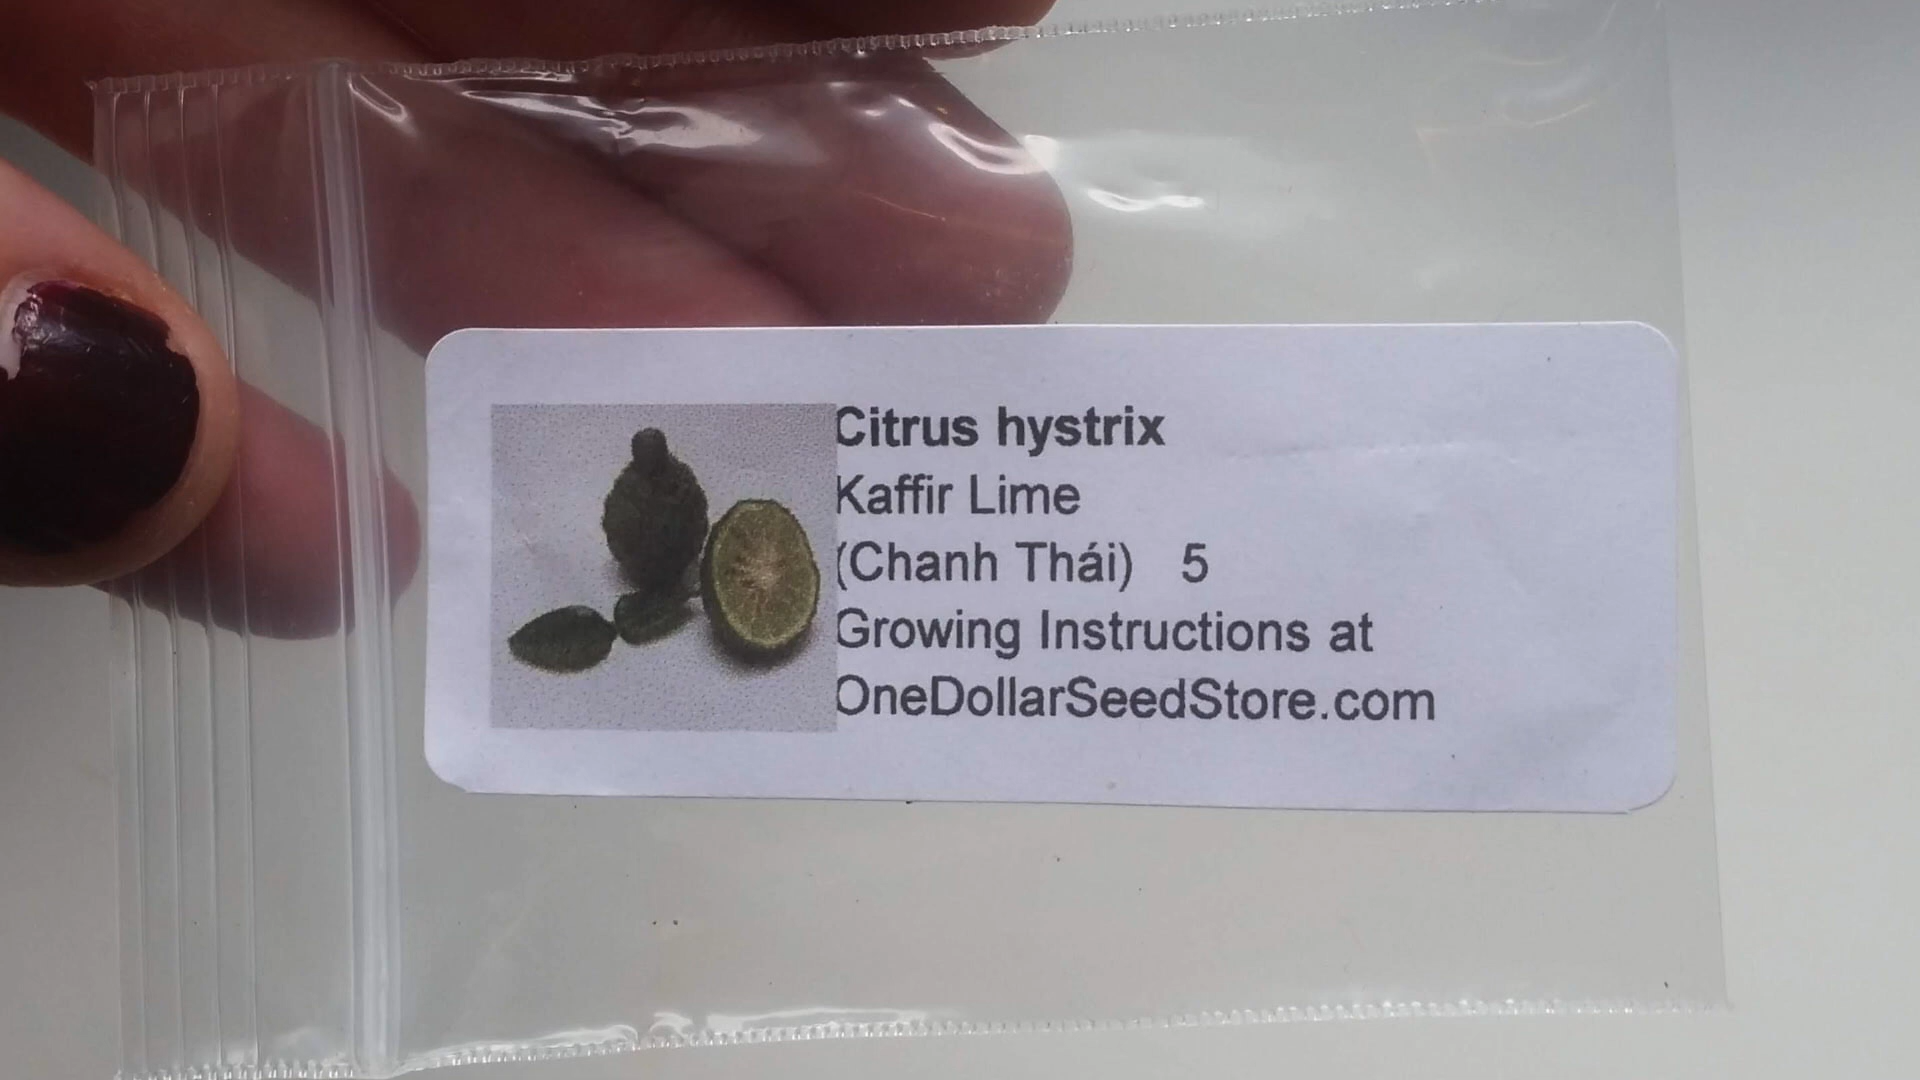 Citrus hystrix
Kaffir Lime
(Chanh Thái) 5
Growing Instructions at
OneDollarSeedStore.com